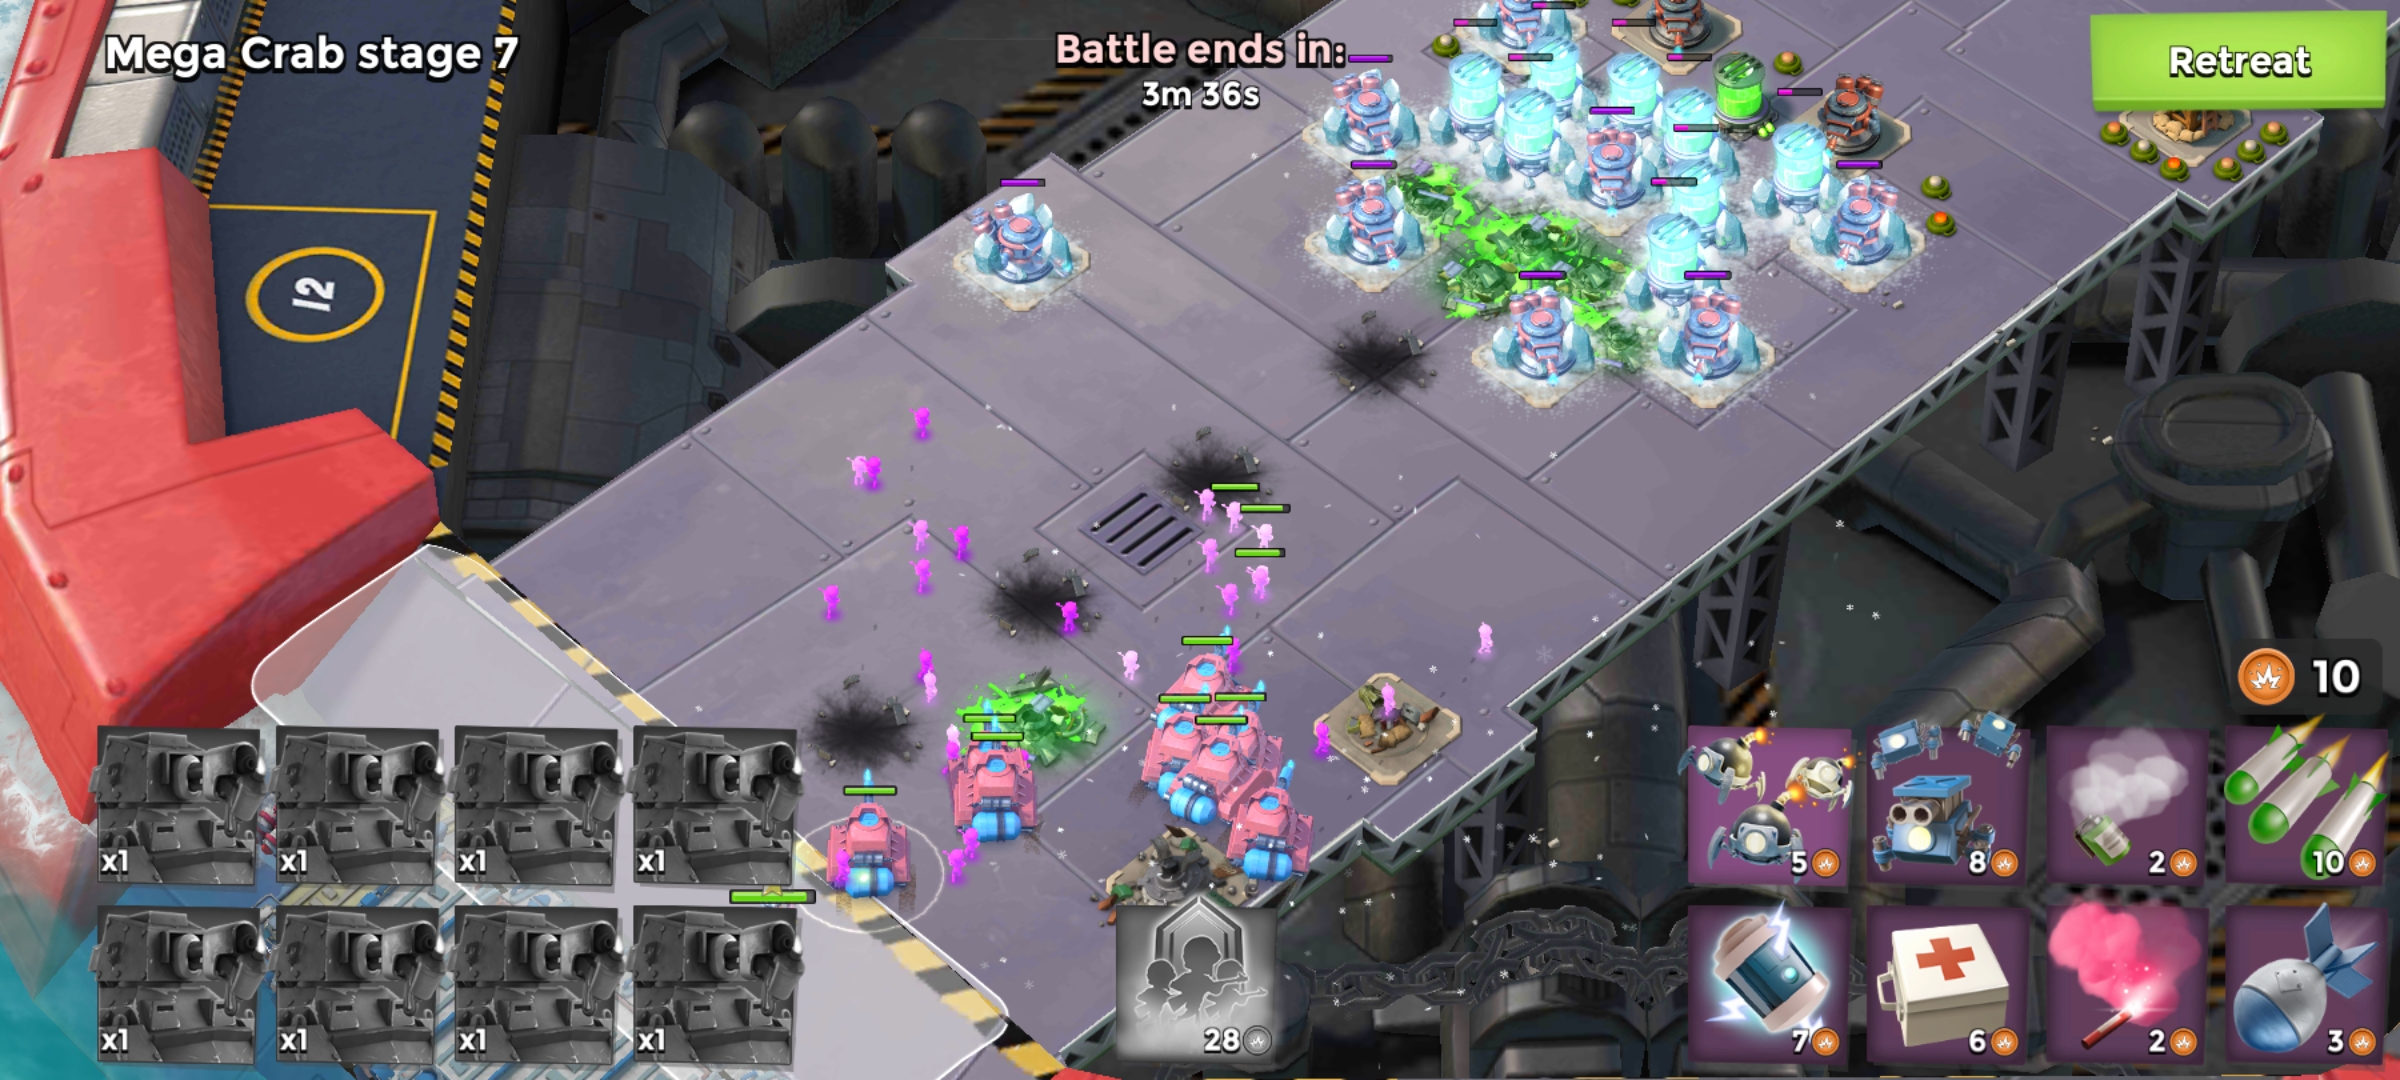 Mega Crab stage 7
Battle ends in:
3m 36s
Retreat
12
10
x1
x1
x1
x1
5
8
2
10
x1
x1
x1
x1
28
7
6
2
3